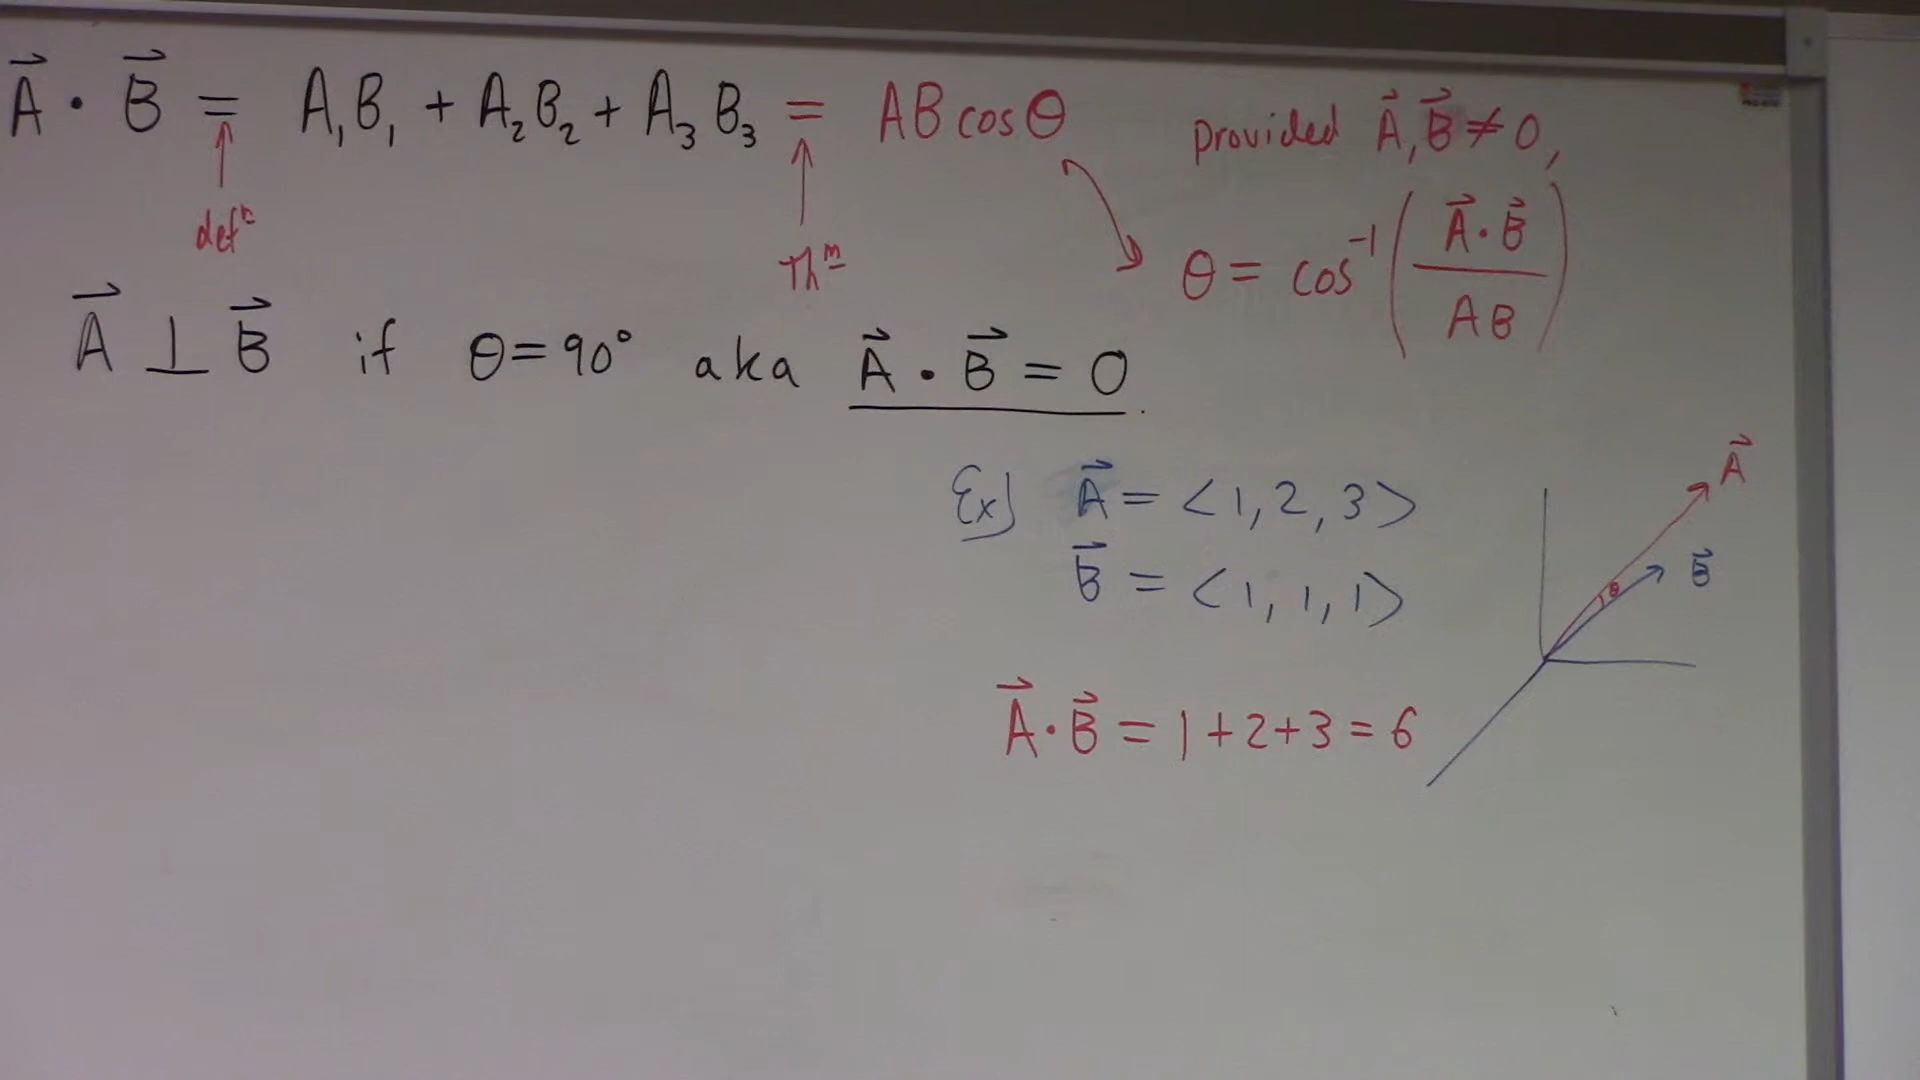 A⃗ · B⃗ = A₁B₁ + A₂B₂ + A₃B₃ = AB cosθ
provided A⃗, B⃗ ≠ 0,
defⁿ
Thᵐ
θ = cos⁻¹(A⃗·B⃗ / AB)
A⃗ ⊥ B⃗ if θ=90° aka A⃗ · B⃗ = 0.
Ex) A⃗ = <1, 2, 3>
B⃗ = <1, 1, 1>
A⃗
B⃗
θ
A⃗·B⃗ = 1+2+3 = 6